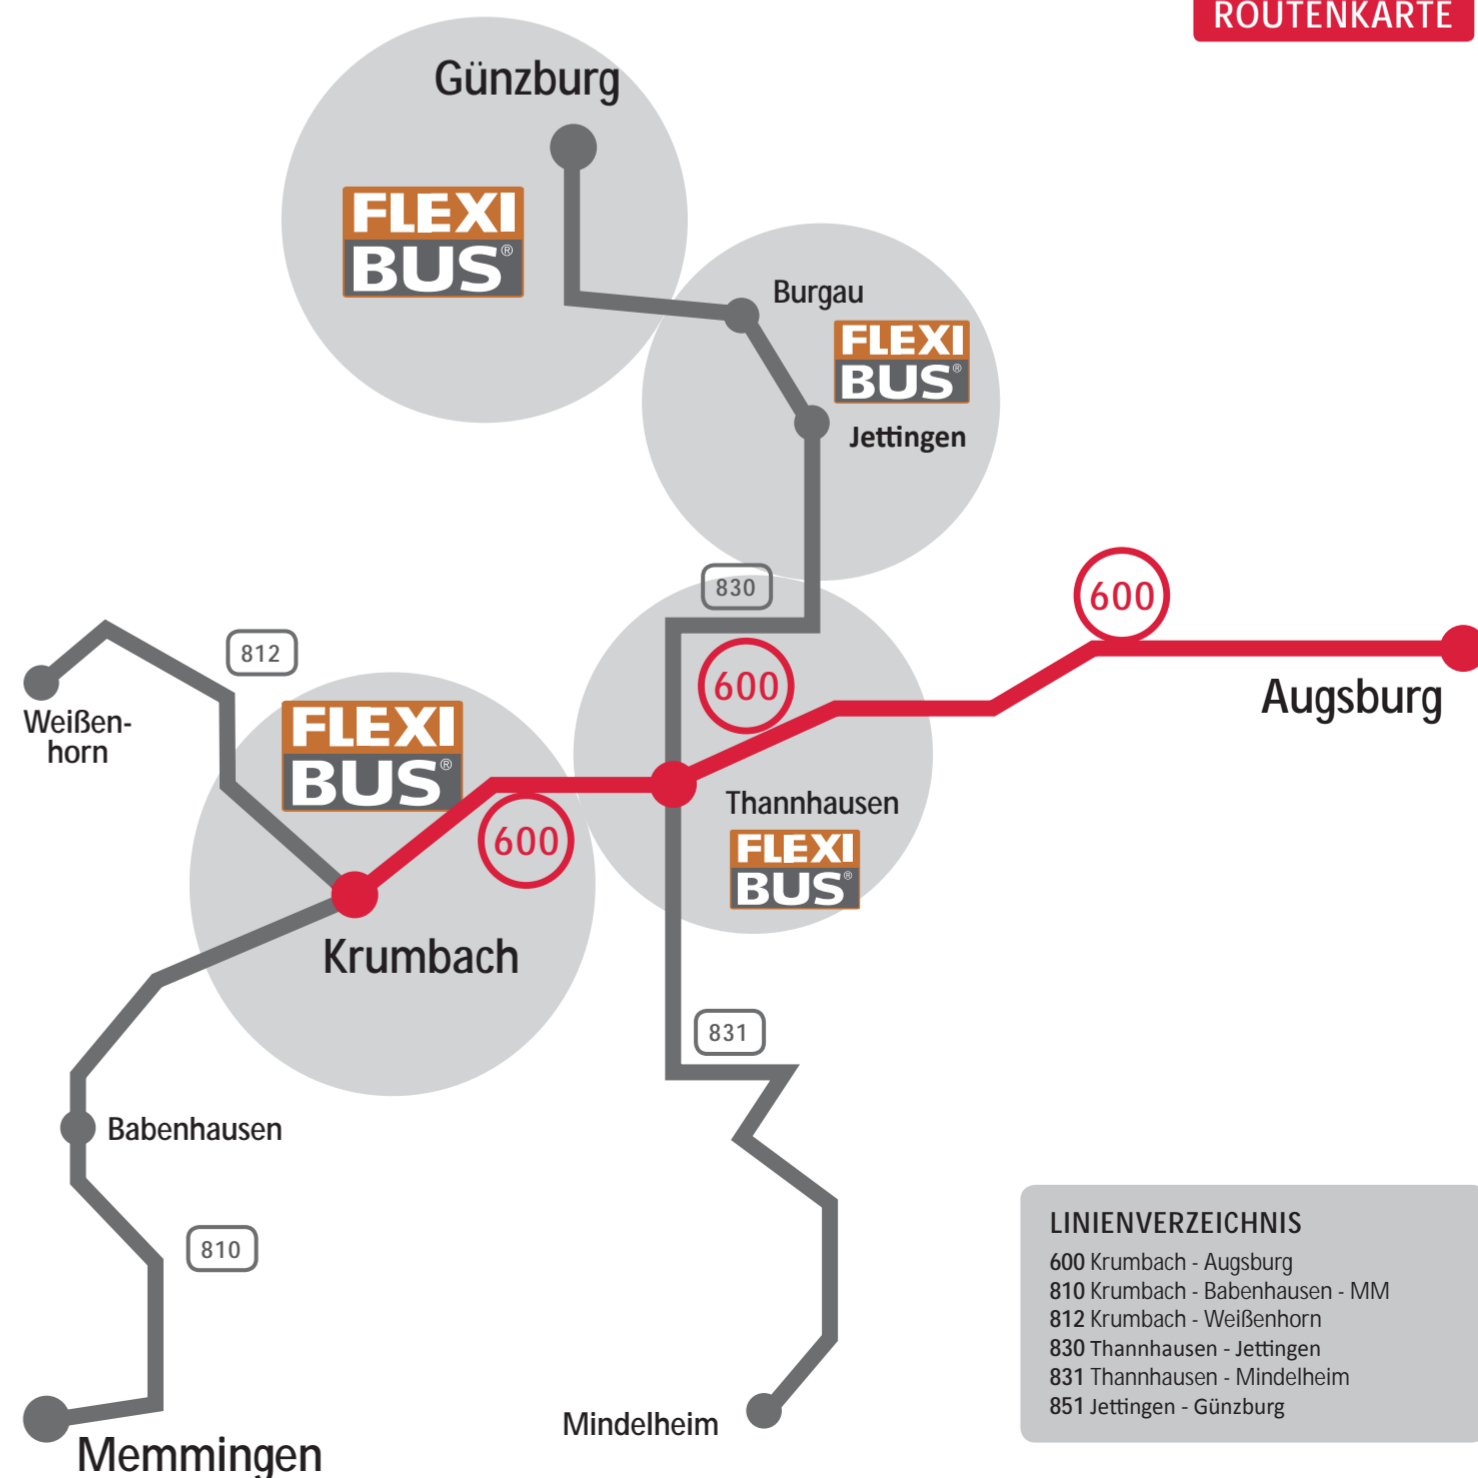 ROUTENKARTE
Günzburg
FLEXI
BUS®
Burgau
FLEXI
BUS®
Jettingen
830
600
812
600
Augsburg
Weißen-
horn
FLEXI
BUS®
Thannhausen
FLEXI
BUS®
600
Krumbach
831
Babenhausen
810
Mindelheim
Memmingen
LINIENVERZEICHNIS
600 Krumbach - Augsburg
810 Krumbach - Babenhausen - MM
812 Krumbach - Weißenhorn
830 Thannhausen - Jettingen
831 Thannhausen - Mindelheim
851 Jettingen - Günzburg